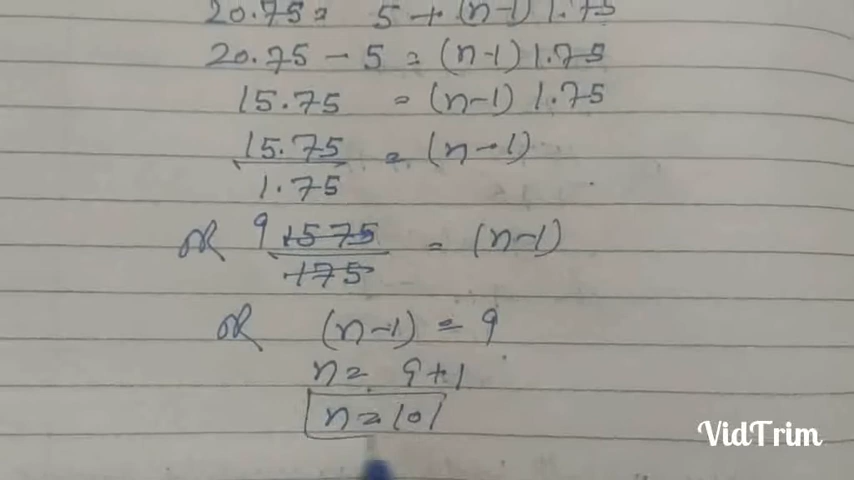 20.75 = 5 + (n-1) 1.75
20.75 - 5 = (n-1) 1.75
15.75 = (n-1) 1.75
15.75 = (n-1)
1.75
or 9 1575 = (n-1)
175
or (n-1) = 9
n = 9+1
n = 10
VidTrim